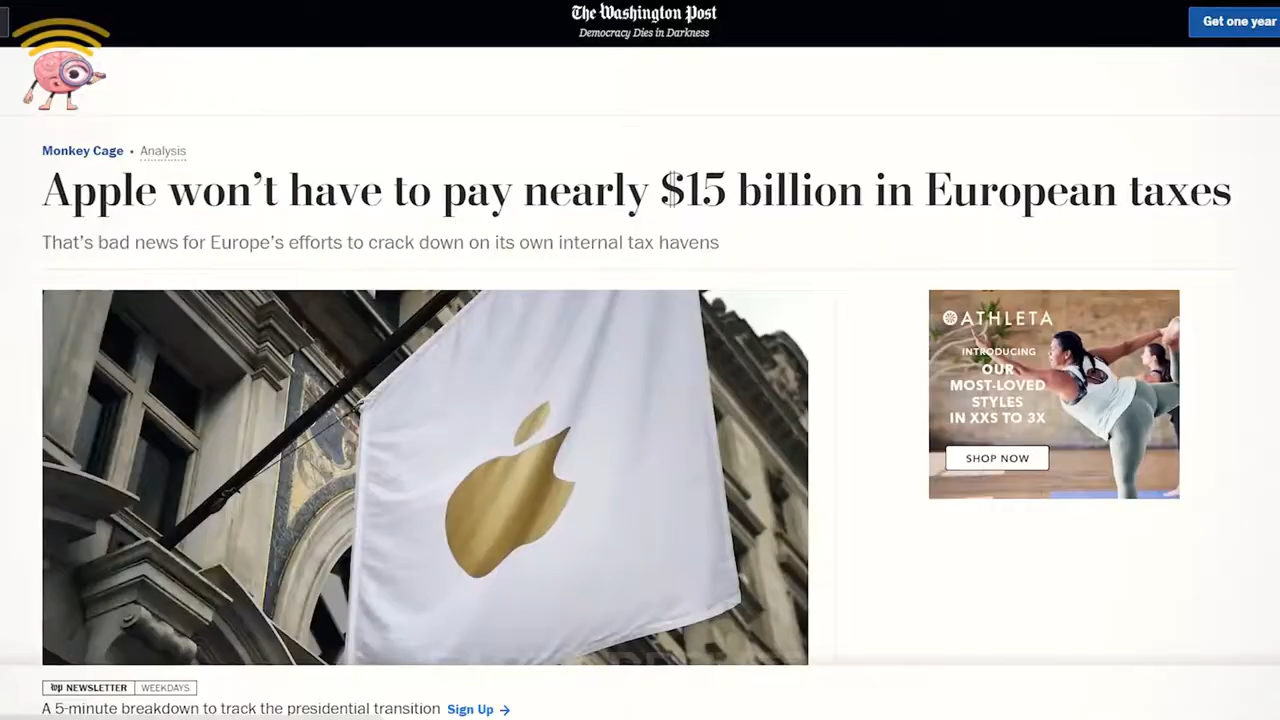 The Washington Post
Democracy Dies in Darkness
Get one year
Monkey Cage • Analysis
Apple won’t have to pay nearly $15 billion in European taxes
That’s bad news for Europe’s efforts to crack down on its own internal tax havens
ATHLETA
INTRODUCING
OUR
MOST-LOVED
STYLES
IN XXS TO 3X
SHOP NOW
wp NEWSLETTER WEEKDAYS
A 5-minute breakdown to track the presidential transition Sign Up →